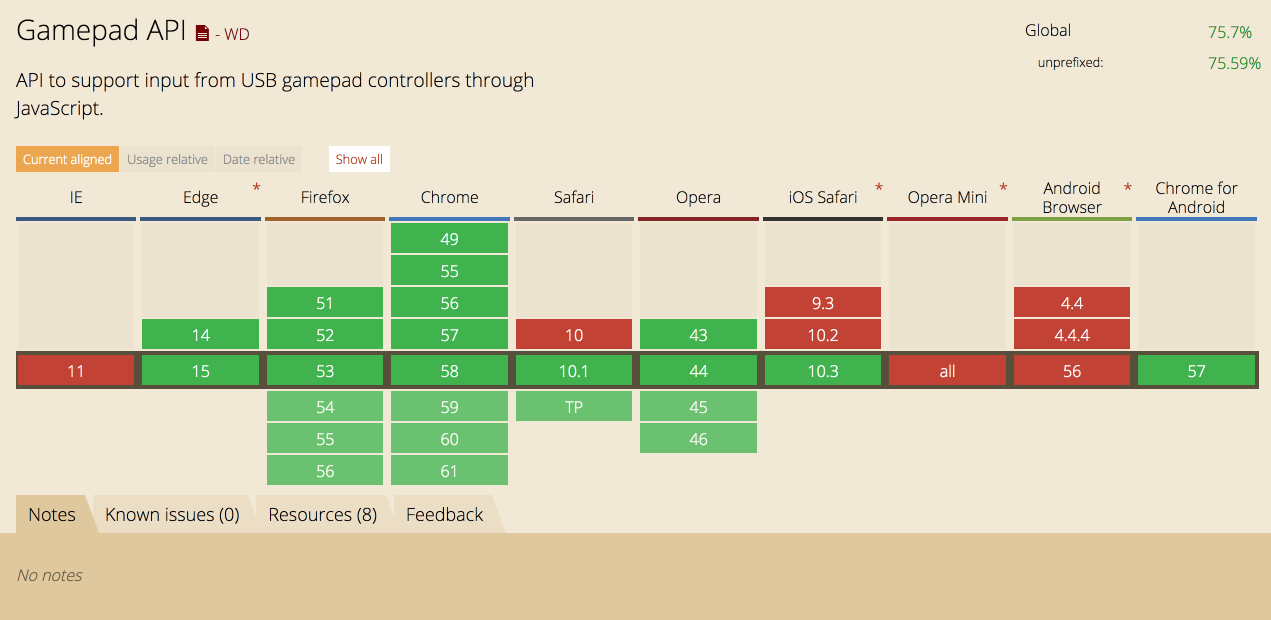 Gamepad API - WD
Global 75.7%
unprefixed: 75.59%
API to support input from USB gamepad controllers through
JavaScript.
Current aligned Usage relative Date relative Show all
IE Edge * Firefox Chrome Safari Opera iOS Safari * Opera Mini * Android Browser * Chrome for Android
49
55
51 56 9.3 4.4
14 52 57 10 43 10.2 4.4.4
11 15 53 58 10.1 44 10.3 all 56 57
54 59 TP 45
55 60 46
56 61
Notes Known issues (0) Resources (8) Feedback
No notes